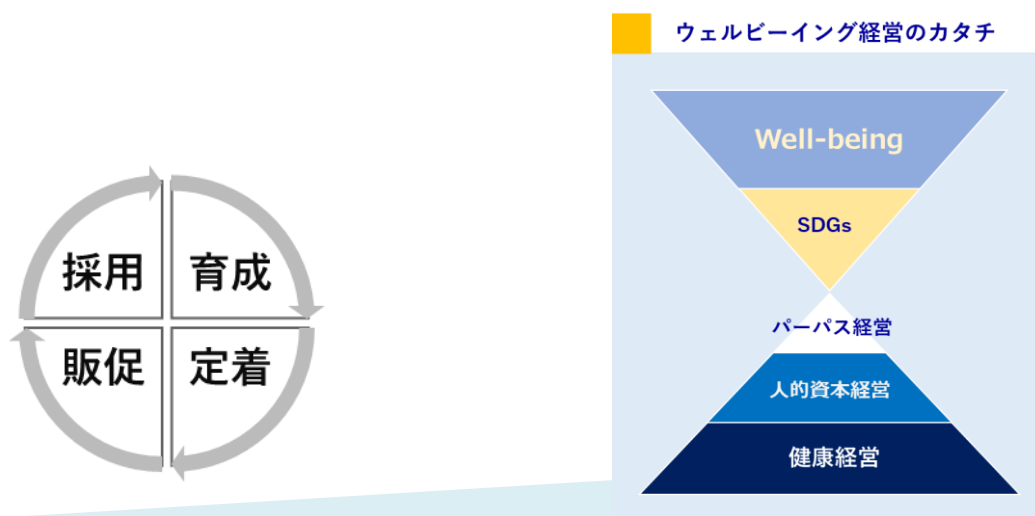 採用
育成
販促
定着
ウェルビーイング経営のカタチ
Well-being
SDGs
パーパス経営
人的資本経営
健康経営